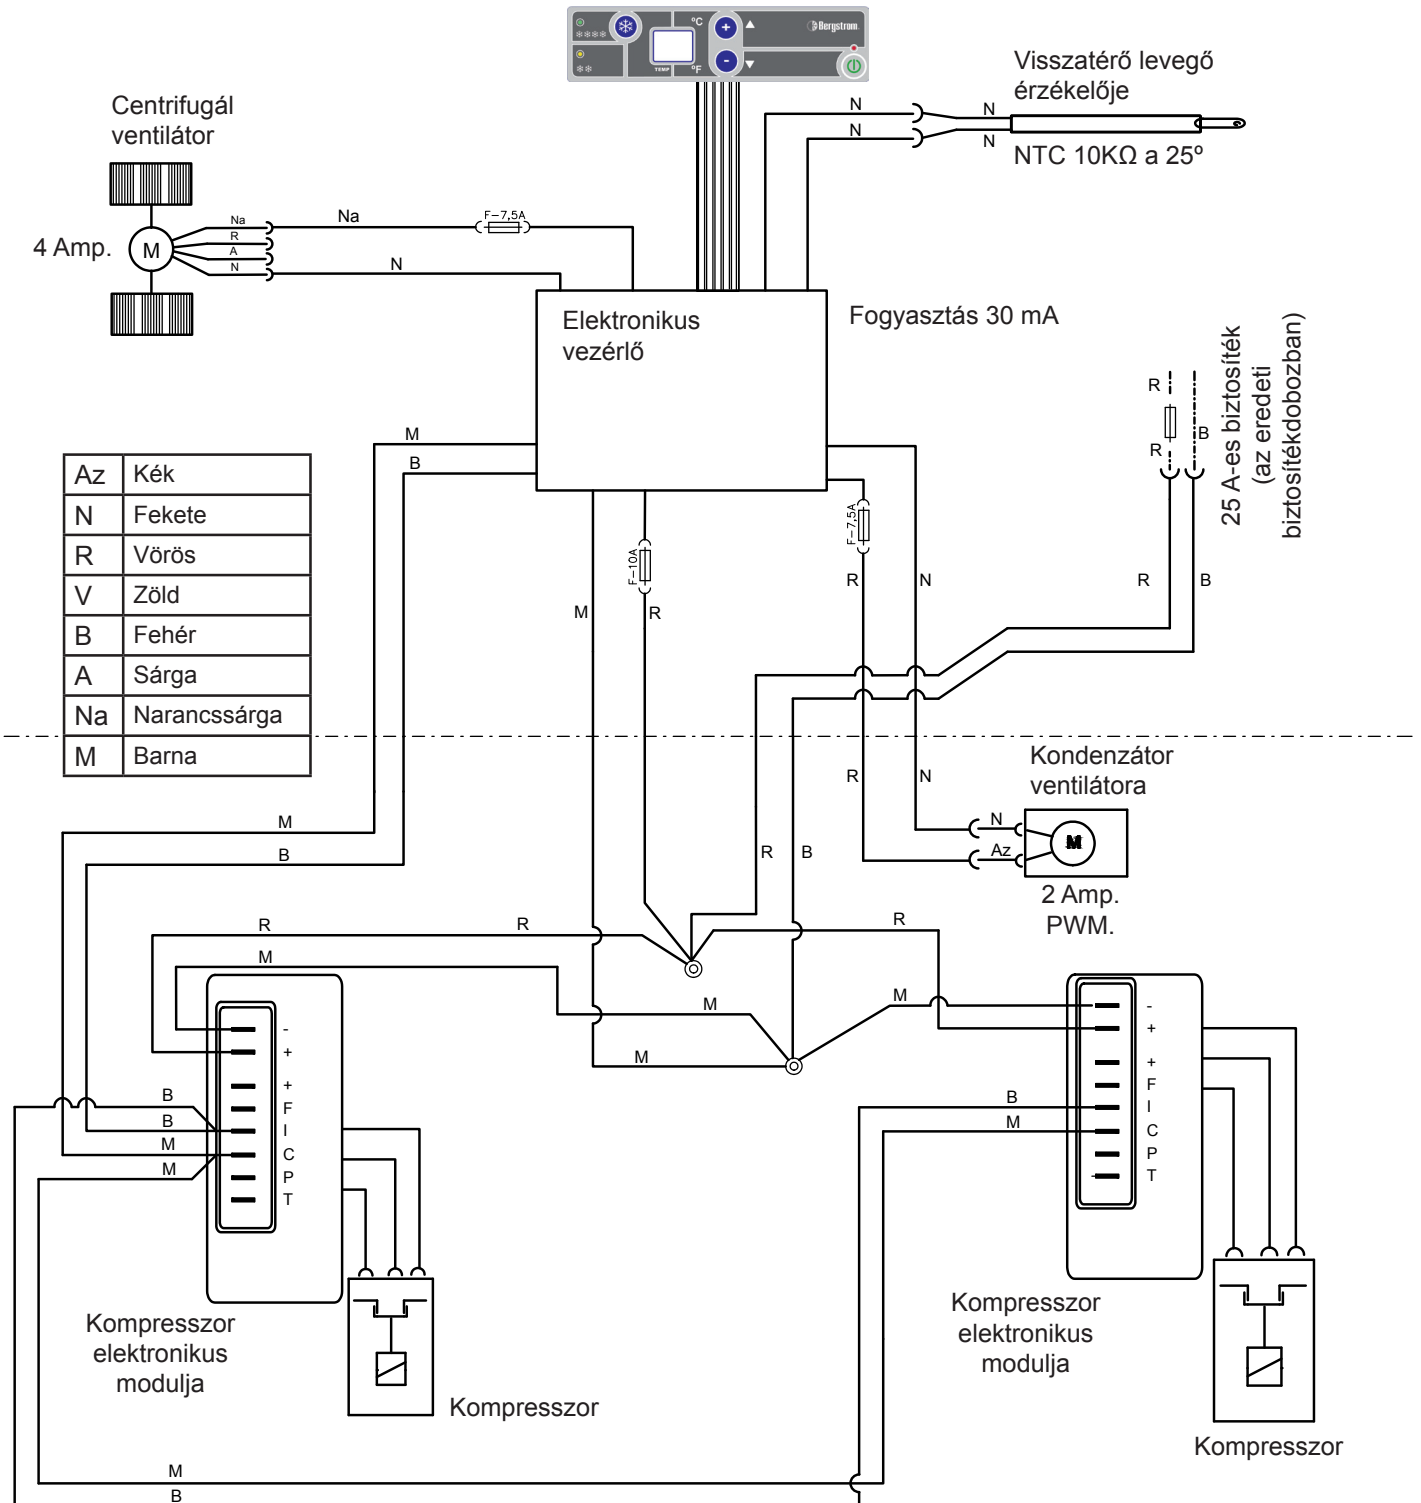 °C
Bergstrom
TEMP
°F
Visszatérő levegő
érzékelője
NTC 10KΩ a 25º
N
N
N
N
Centrifugál
ventilátor
4 Amp.
M
Na
R
A
N
Na
N
F-7,5A
Elektronikus
vezérlő
Fogyasztás 30 mA
25 A-es biztosíték
(az eredeti
biztosítékdobozban)
R
R
B
M
B
Az Kék
N Fekete
R Vörös
V Zöld
B Fehér
A Sárga
Na Narancssárga
M Barna
F-10A
F-7,5A
M
R
R
N
R
B
R
N
Kondenzátor
ventilátora
N
Az
M
2 Amp.
PWM.
M
B
R
B
R
R
R
M
M
M
M
-
+
+
F
I
C
P
T
B
B
M
M
-
+
+
F
I
C
P
T
B
M
Kompresszor
elektronikus
modulja
Kompresszor
Kompresszor
elektronikus
modulja
Kompresszor
M
B